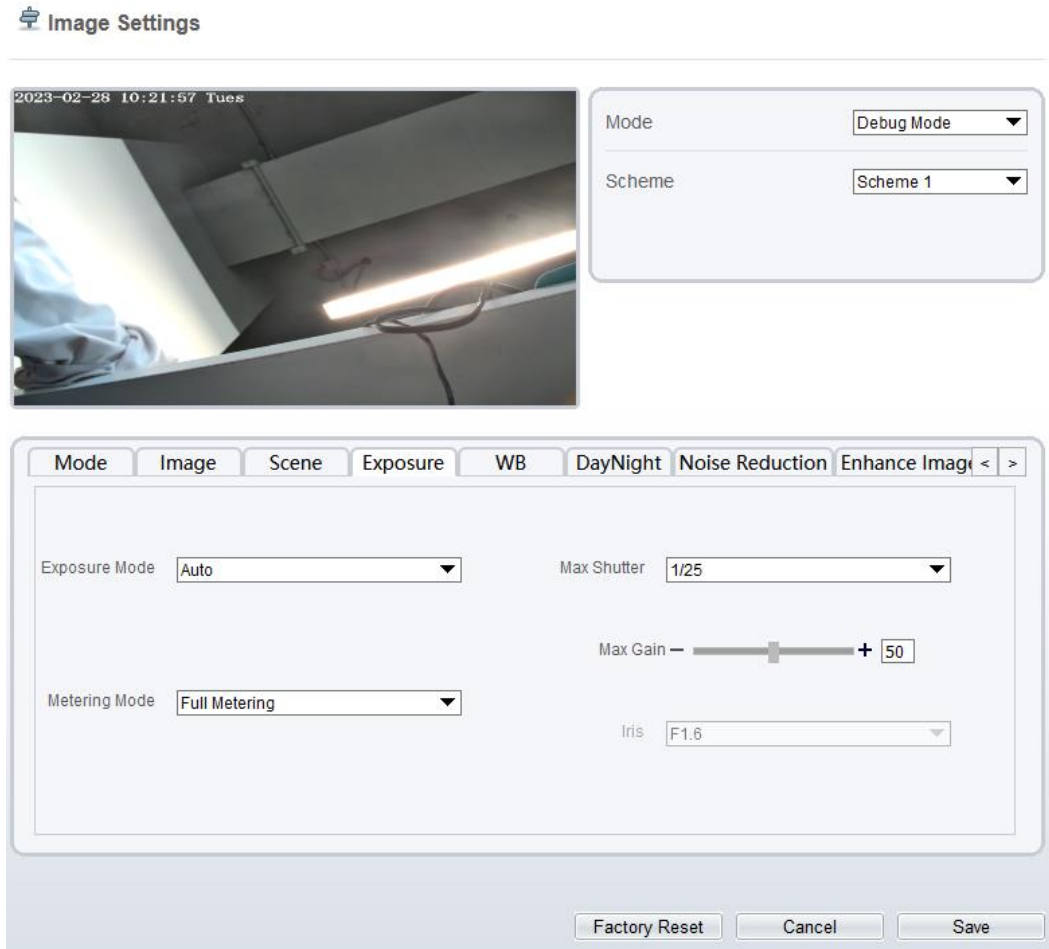 Image Settings
2023-02-28 10:21:57 Tues
Mode Debug Mode
Scheme Scheme 1
Mode Image Scene Exposure WB DayNight Noise Reduction Enhance Image < >
Exposure Mode Auto Max Shutter 1/25
Max Gain − + 50
Metering Mode Full Metering
Iris F1.6
Factory Reset Cancel Save